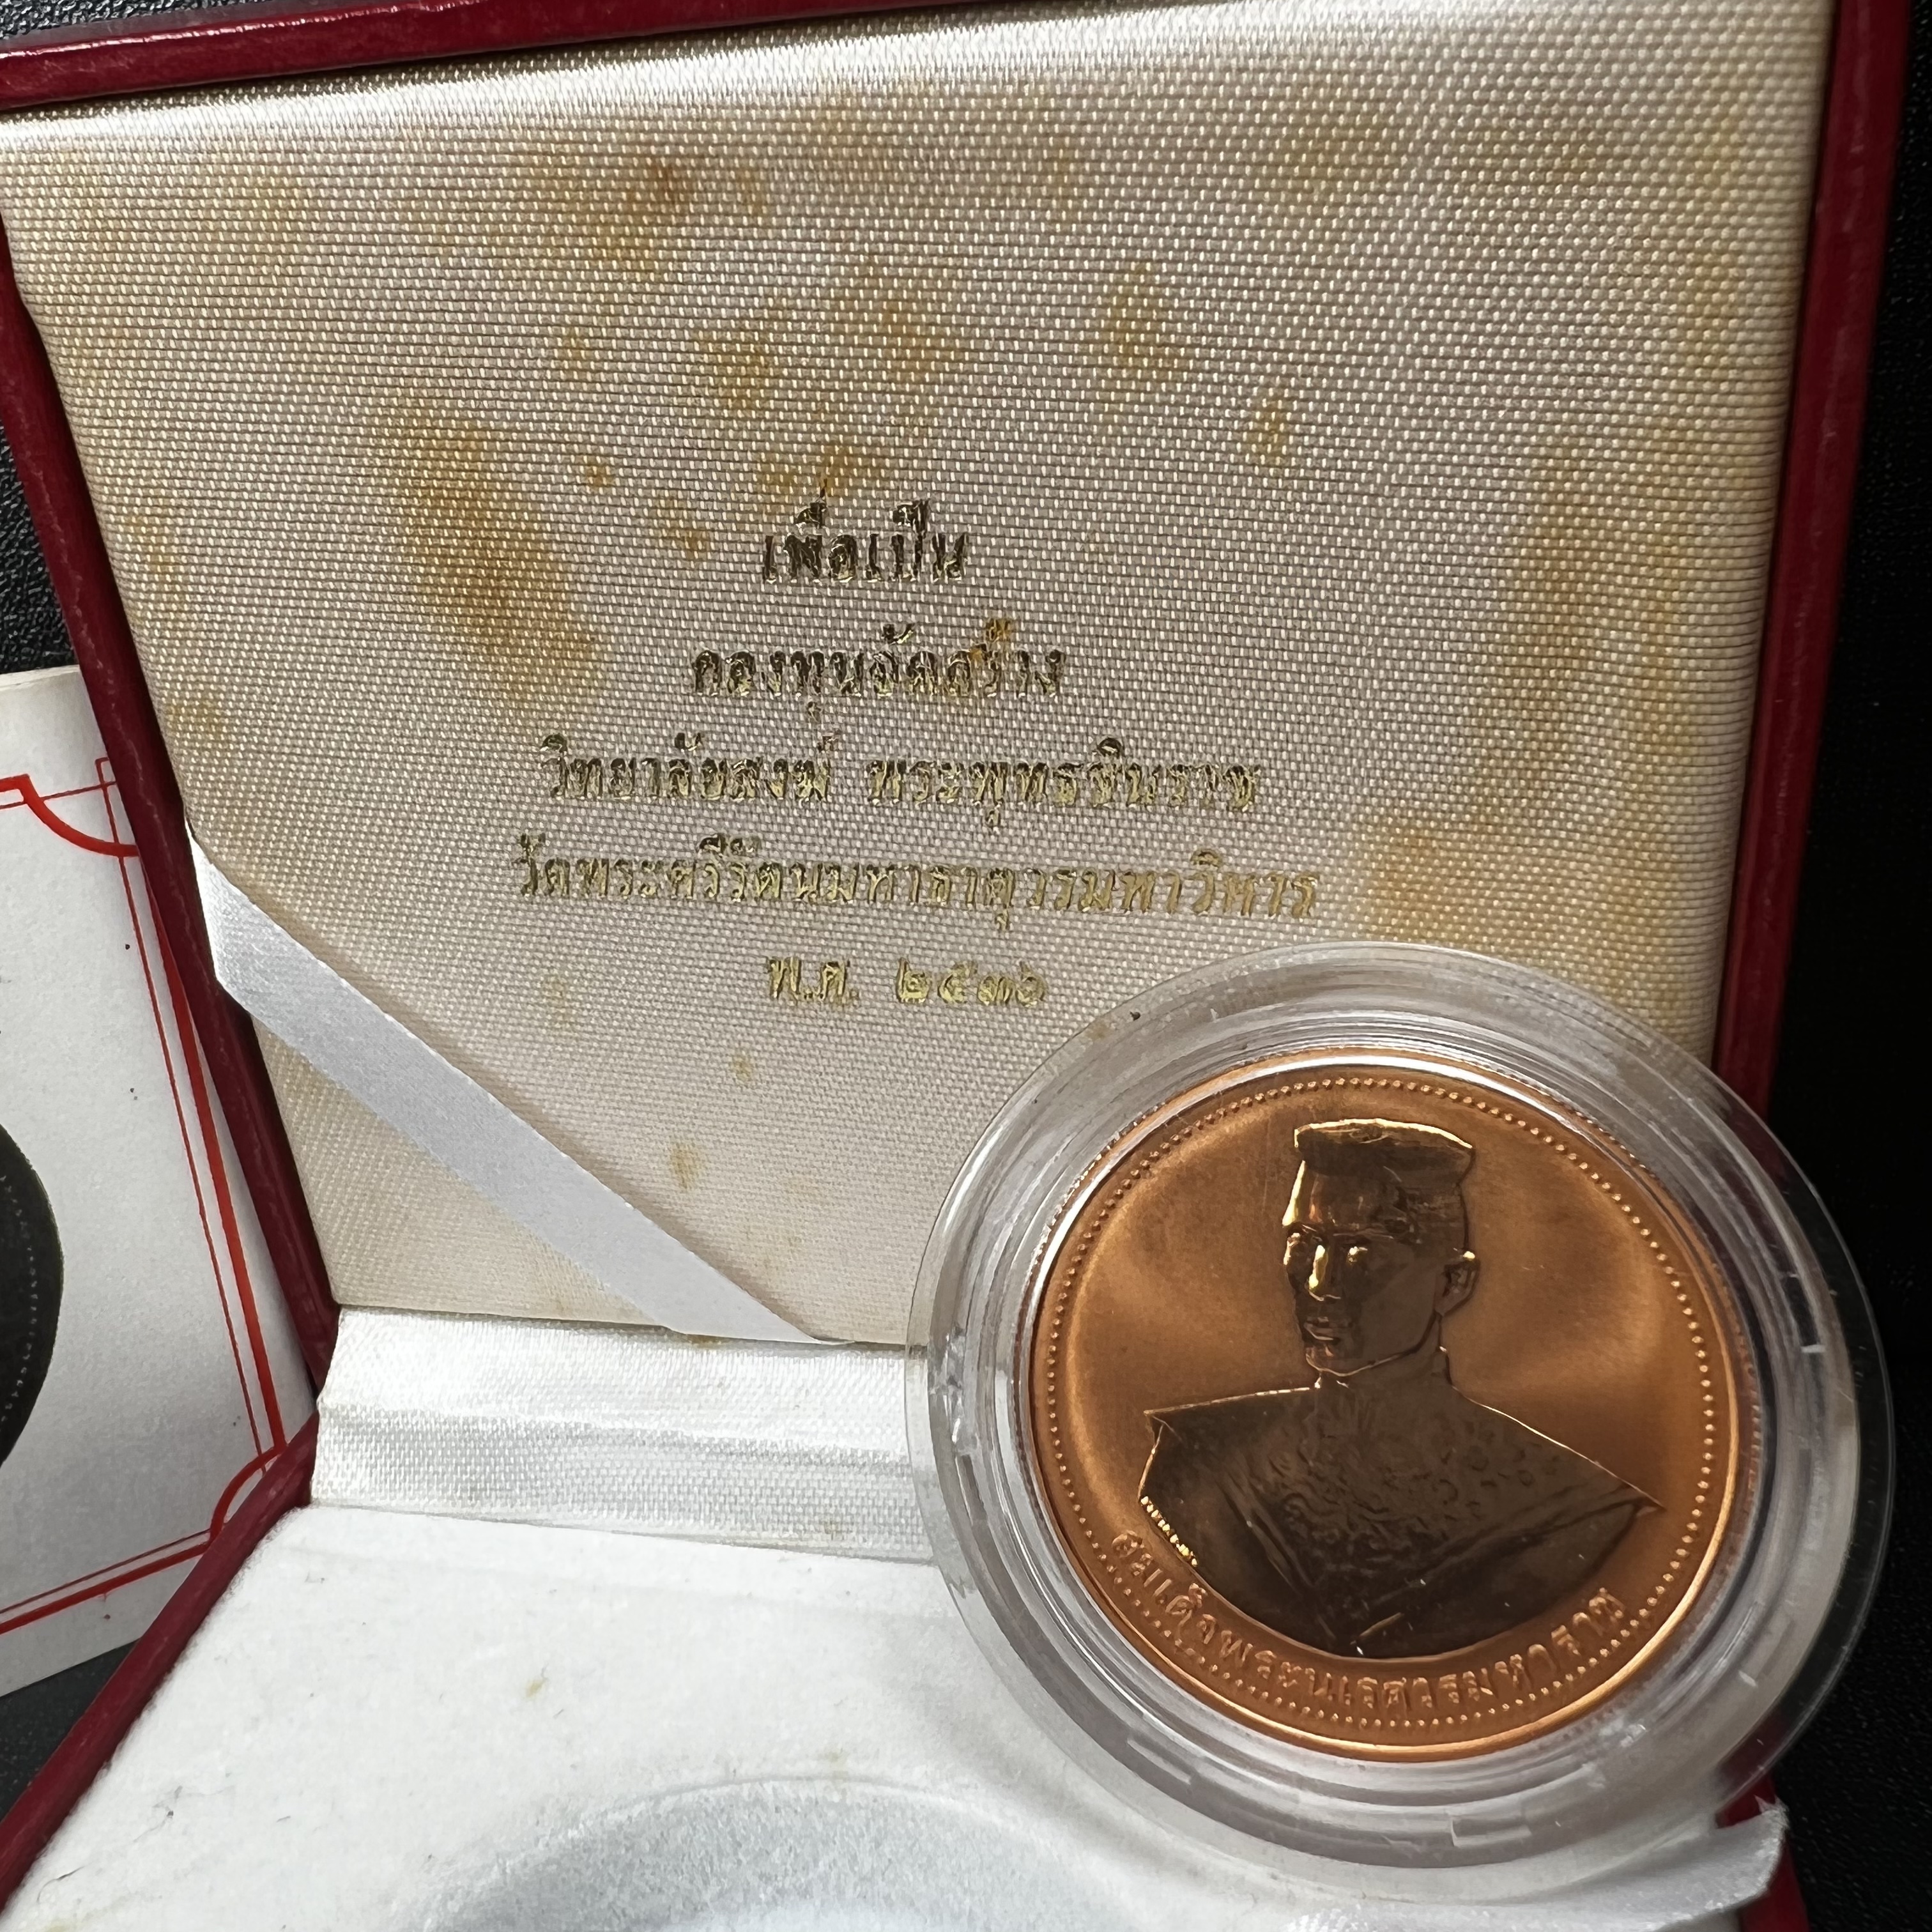 เพื่อเป็น
กองทุนจัดสร้าง
วิทยาลัยสงฆ์ พระพุทธชินราช
วัดพระศรีรัตนมหาธาตุวรมหาวิหาร
พ.ศ. ๒๕๓๖
สมเด็จพระนเรศวรมหาราช